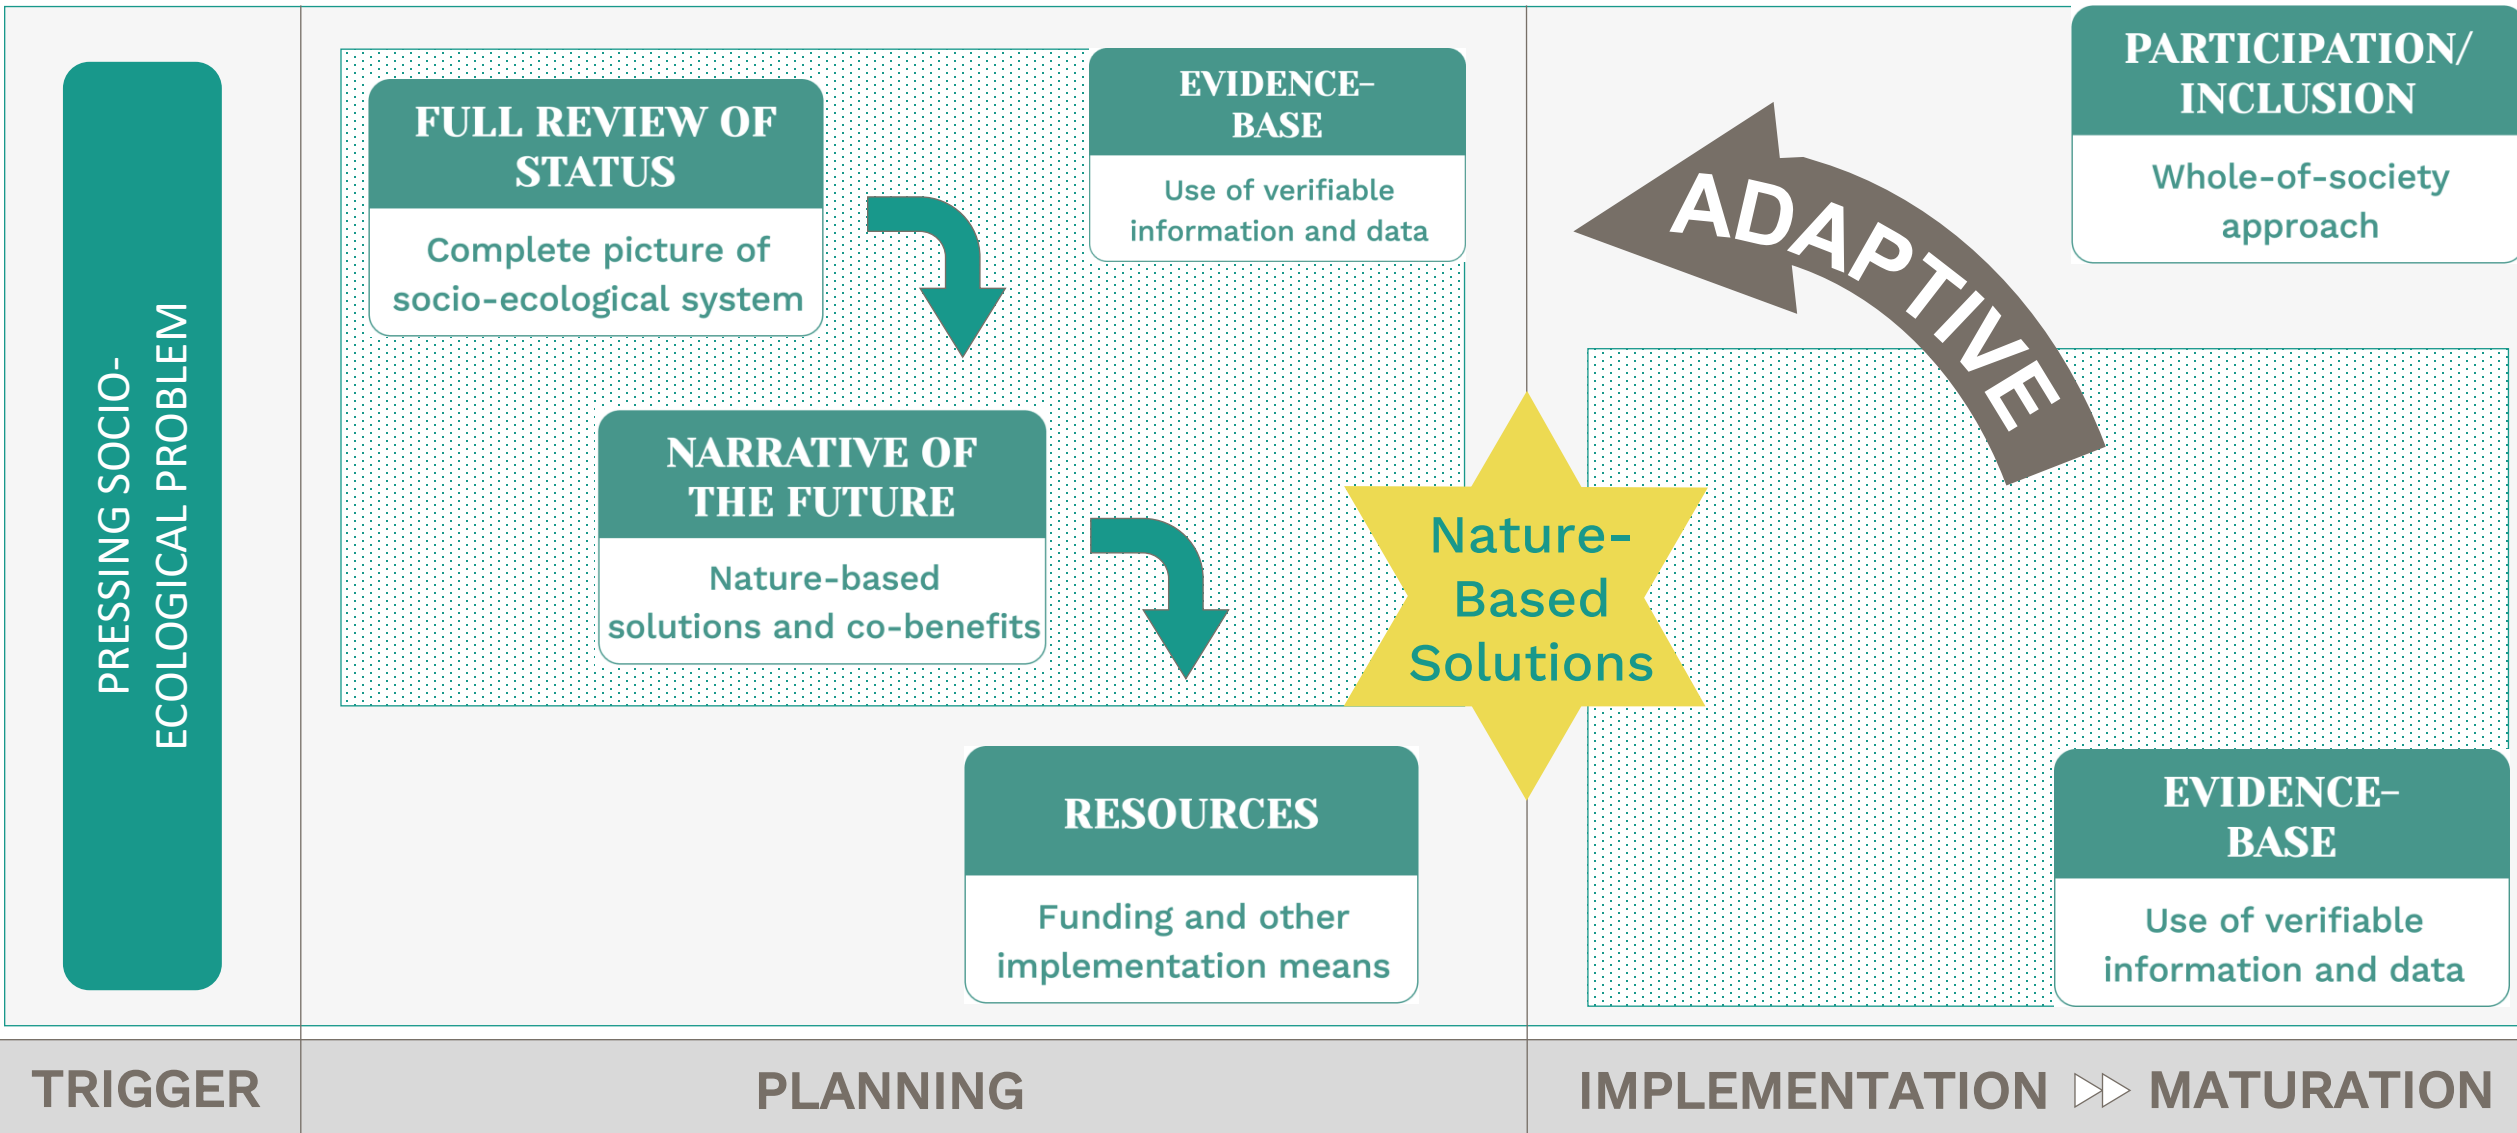 PRESSING SOCIO-
ECOLOGICAL PROBLEM
FULL REVIEW OF
STATUS
Complete picture of
socio-ecological system
EVIDENCE-
BASE
Use of verifiable
information and data
NARRATIVE OF
THE FUTURE
Nature-based
solutions and co-benefits
RESOURCES
Funding and other
implementation means
Nature-
Based
Solutions
ADAPTIVE
PARTICIPATION/
INCLUSION
Whole-of-society
approach
EVIDENCE-
BASE
Use of verifiable
information and data
TRIGGER
PLANNING
IMPLEMENTATION
MATURATION